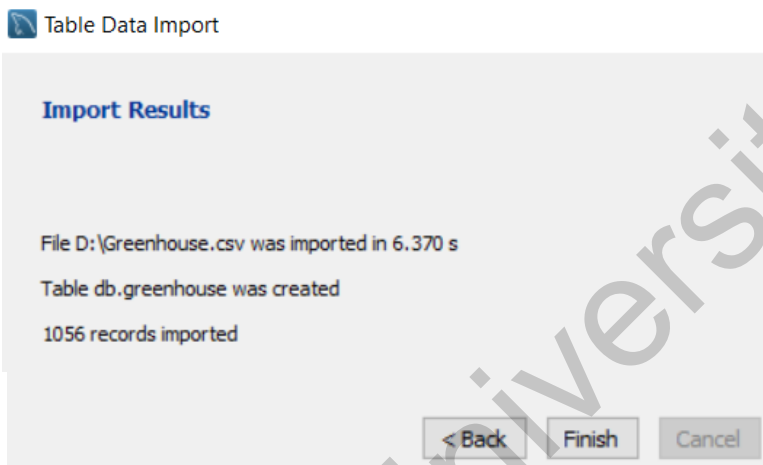 Table Data Import
Import Results
File D:\Greenhouse.csv was imported in 6.370 s
Table db.greenhouse was created
1056 records imported
< Back Finish Cancel